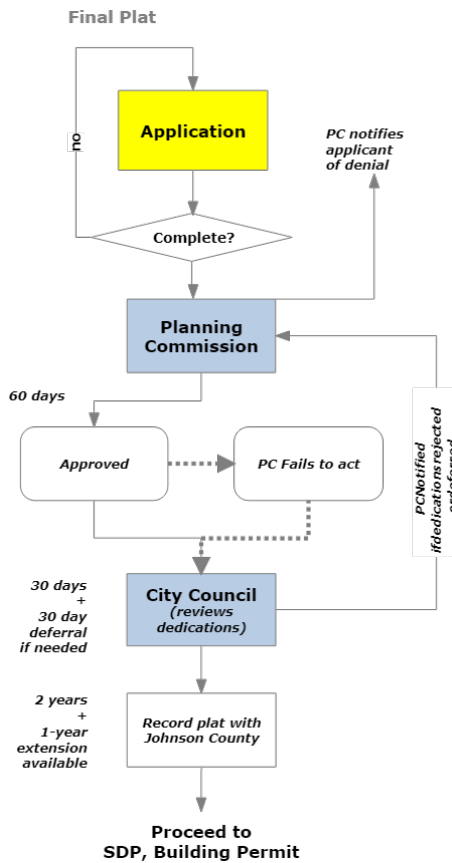 Final Plat
Application
no
PC notifies
applicant
of denial
Complete?
Planning
Commission
60 days
Approved
PC Fails to act
PCNotified
ifdedicationsrejected
ordeferred
30 days
+
30 day
deferral
if needed
City Council
(reviews
dedications)
2 years
+
1-year
extension
available
Record plat with
Johnson County
Proceed to
SDP, Building Permit